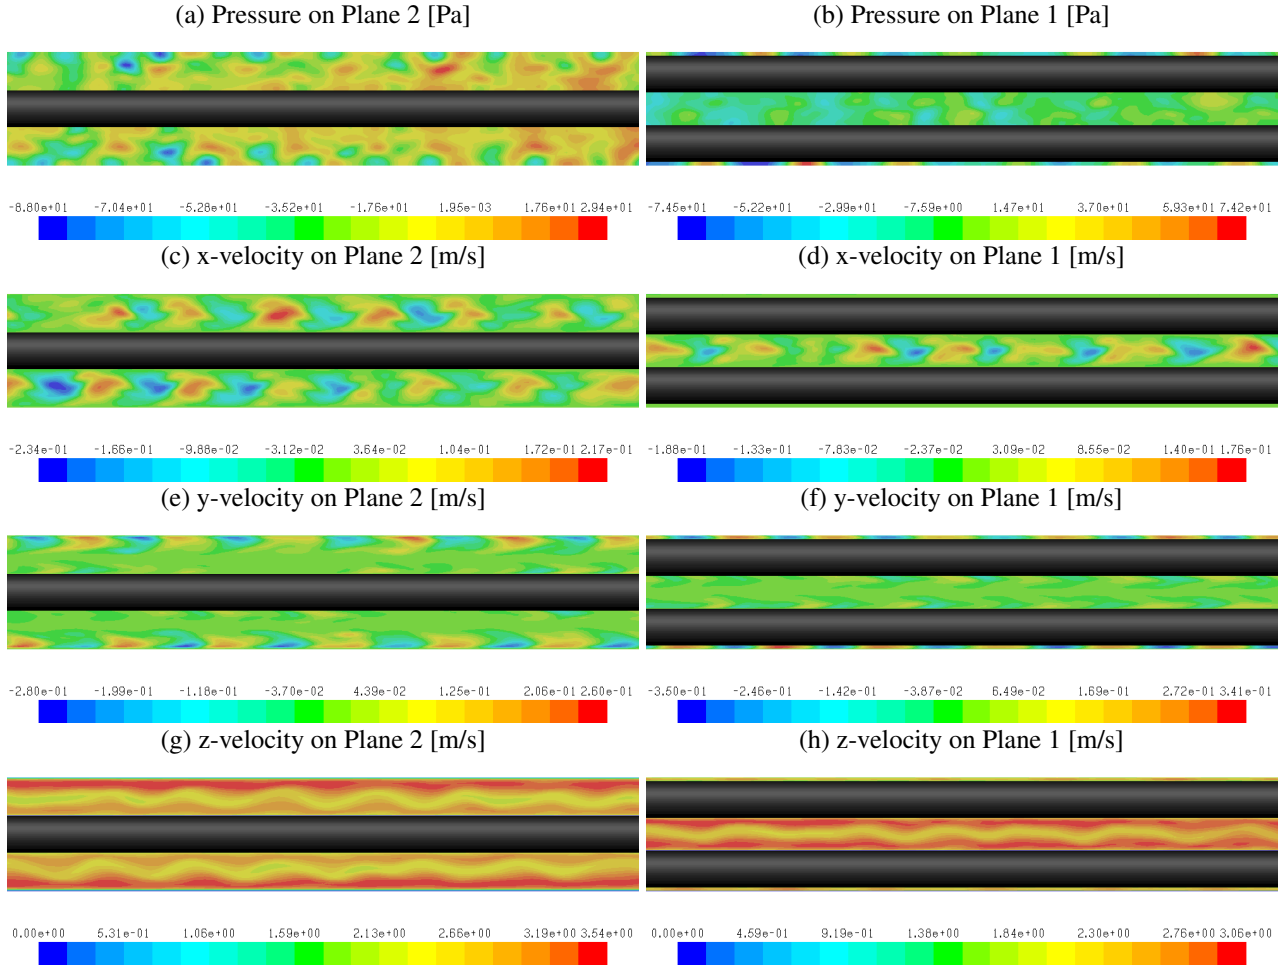 (a) Pressure on Plane 2 [Pa]
(b) Pressure on Plane 1 [Pa]
-8.80e+01 -7.04e+01 -5.28e+01 -3.52e+01 -1.76e+01 1.95e-03 1.76e+01 2.94e+01
-7.45e+01 -5.22e+01 -2.99e+01 -7.59e+00 1.47e+01 3.70e+01 5.93e+01 7.42e+01
(c) x-velocity on Plane 2 [m/s]
(d) x-velocity on Plane 1 [m/s]
-2.34e-01 -1.66e-01 -9.88e-02 -3.12e-02 3.64e-02 1.04e-01 1.72e-01 2.17e-01
-1.88e-01 -1.33e-01 -7.83e-02 -2.37e-02 3.09e-02 8.55e-02 1.40e-01 1.76e-01
(e) y-velocity on Plane 2 [m/s]
(f) y-velocity on Plane 1 [m/s]
-2.80e-01 -1.99e-01 -1.18e-01 -3.70e-02 4.39e-02 1.25e-01 2.06e-01 2.60e-01
-3.50e-01 -2.46e-01 -1.42e-01 -3.87e-02 6.49e-02 1.69e-01 2.72e-01 3.41e-01
(g) z-velocity on Plane 2 [m/s]
(h) z-velocity on Plane 1 [m/s]
0.00e+00 5.31e-01 1.06e+00 1.59e+00 2.13e+00 2.66e+00 3.19e+00 3.54e+00
0.00e+00 4.59e-01 9.19e-01 1.38e+00 1.84e+00 2.30e+00 2.76e+00 3.06e+00